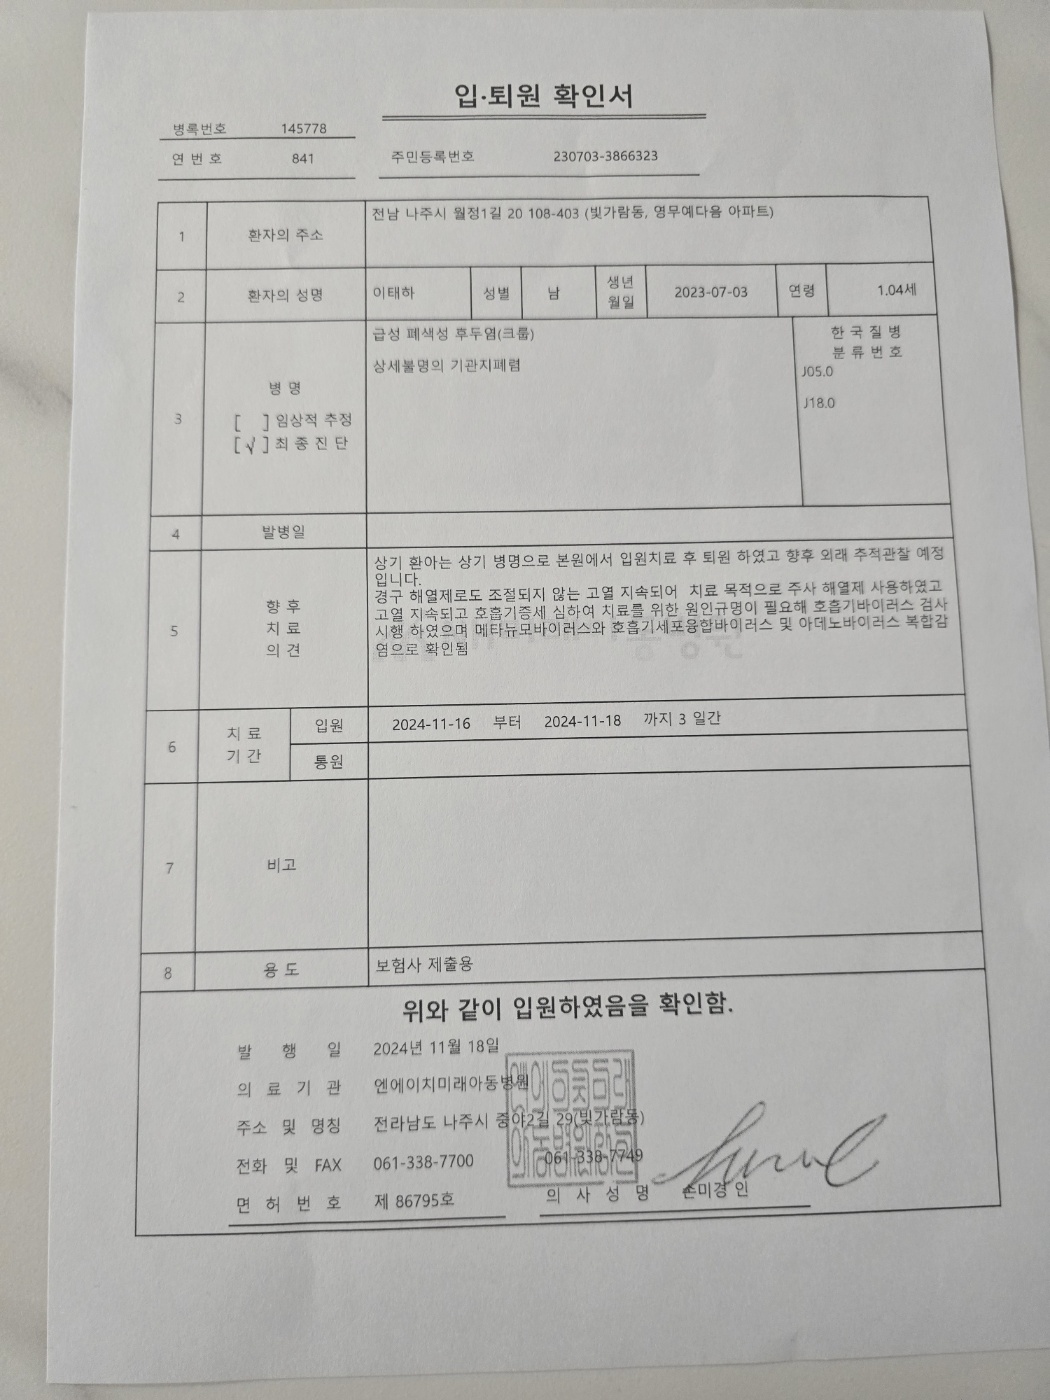 입·퇴원 확인서
병록번호 145778
연 번 호 841 주민등록번호 230703-3866323
1 환자의 주소 전남 나주시 월정1길 20 108-403 (빛가람동, 영무예다음 아파트)
2 환자의 성명 이태하 성별 남 생년월일 2023-07-03 연령 1.04세
3 병 명
[ ] 임상적 추정
[√] 최 종 진 단
급성 폐색성 후두염(크룹)
상세불명의 기관지폐렴
한 국 질 병
분 류 번 호
J05.0
J18.0
4 발병일
5 향 후
치 료
의 견
상기 환아는 상기 병명으로 본원에서 입원치료 후 퇴원 하였고 향후 외래 추적관찰 예정
입니다.
경구 해열제로도 조절되지 않는 고열 지속되어 치료 목적으로 주사 해열제 사용하였고
고열 지속되고 호흡기증세 심하여 치료를 위한 원인규명이 필요해 호흡기바이러스 검사
시행 하였으며 메타뉴모바이러스와 호흡기세포융합바이러스 및 아데노바이러스 복합감
염으로 확인됨
6 치 료
기 간
입원 2024-11-16 부터 2024-11-18 까지 3 일간
통원
7 비고
8 용 도 보험사 제출용
위와 같이 입원하였음을 확인함.
발 행 일 2024년 11월 18일
의 료 기 관 엔에이치미래아동병원
주소 및 명칭 전라남도 나주시 중야2길 29(빛가람동)
전화 및 FAX 061-338-7700 061-338-7749
면 허 번 호 제 86795호 의 사 성 명 손미경 인